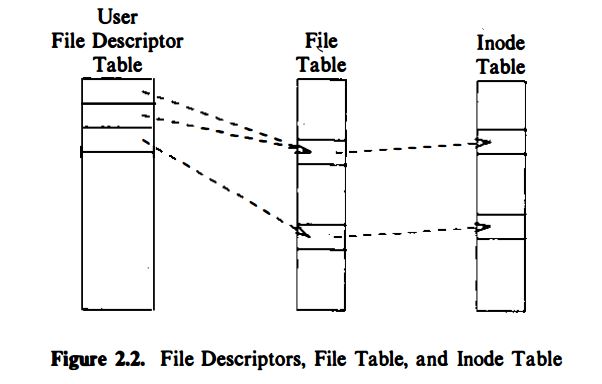 User
File Descriptor
Table
File
Table
Inode
Table
Figure 2.2. File Descriptors, File Table, and Inode Table